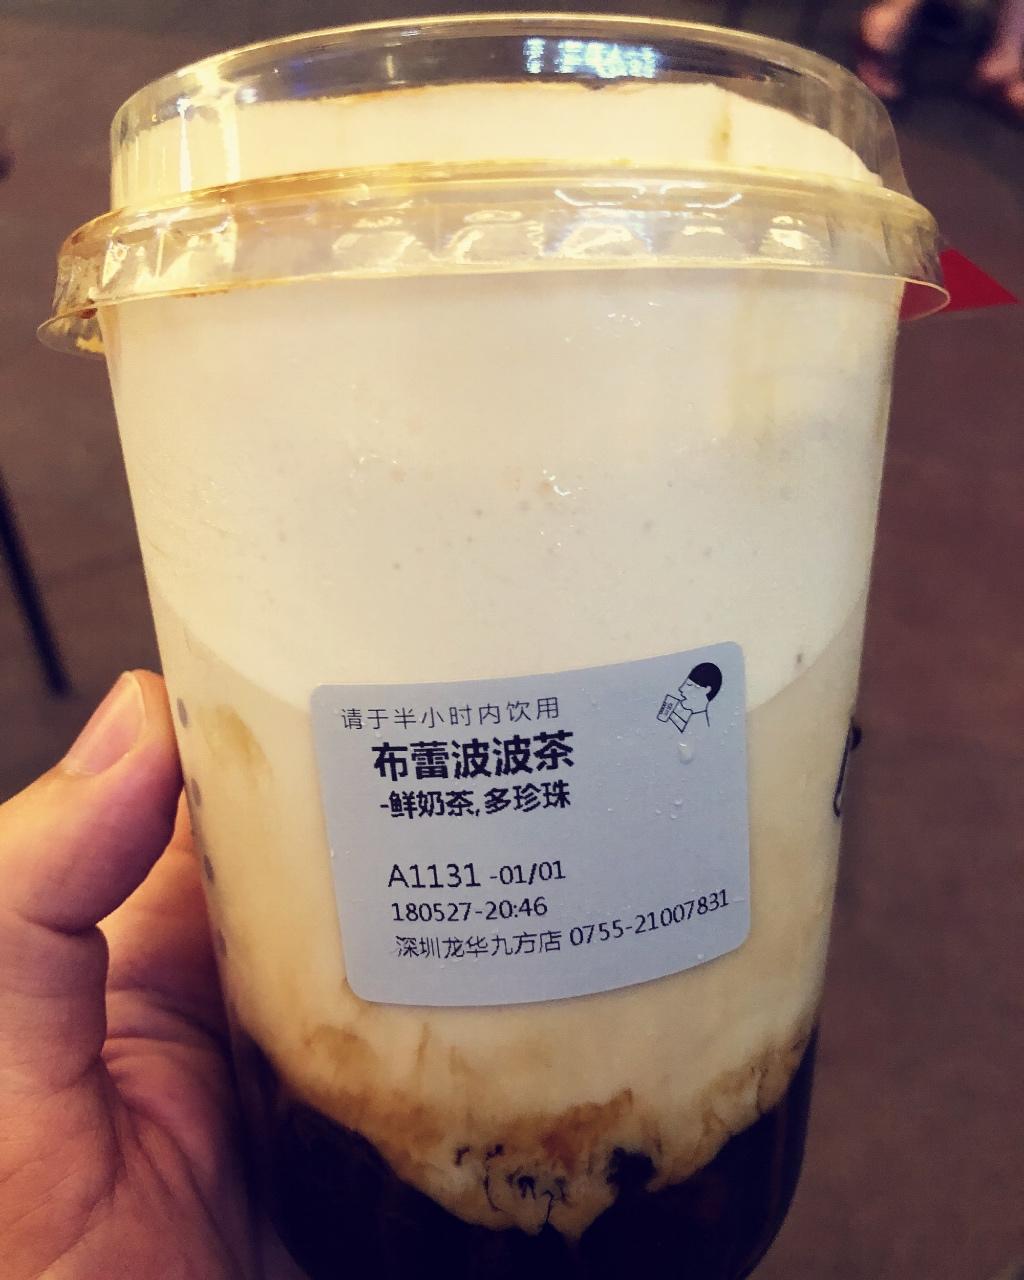 请于半小时内饮用
布蕾波波茶
-鲜奶茶,多珍珠
A1131 -01/01
180527-20:46
深圳龙华九方店 0755-21007831